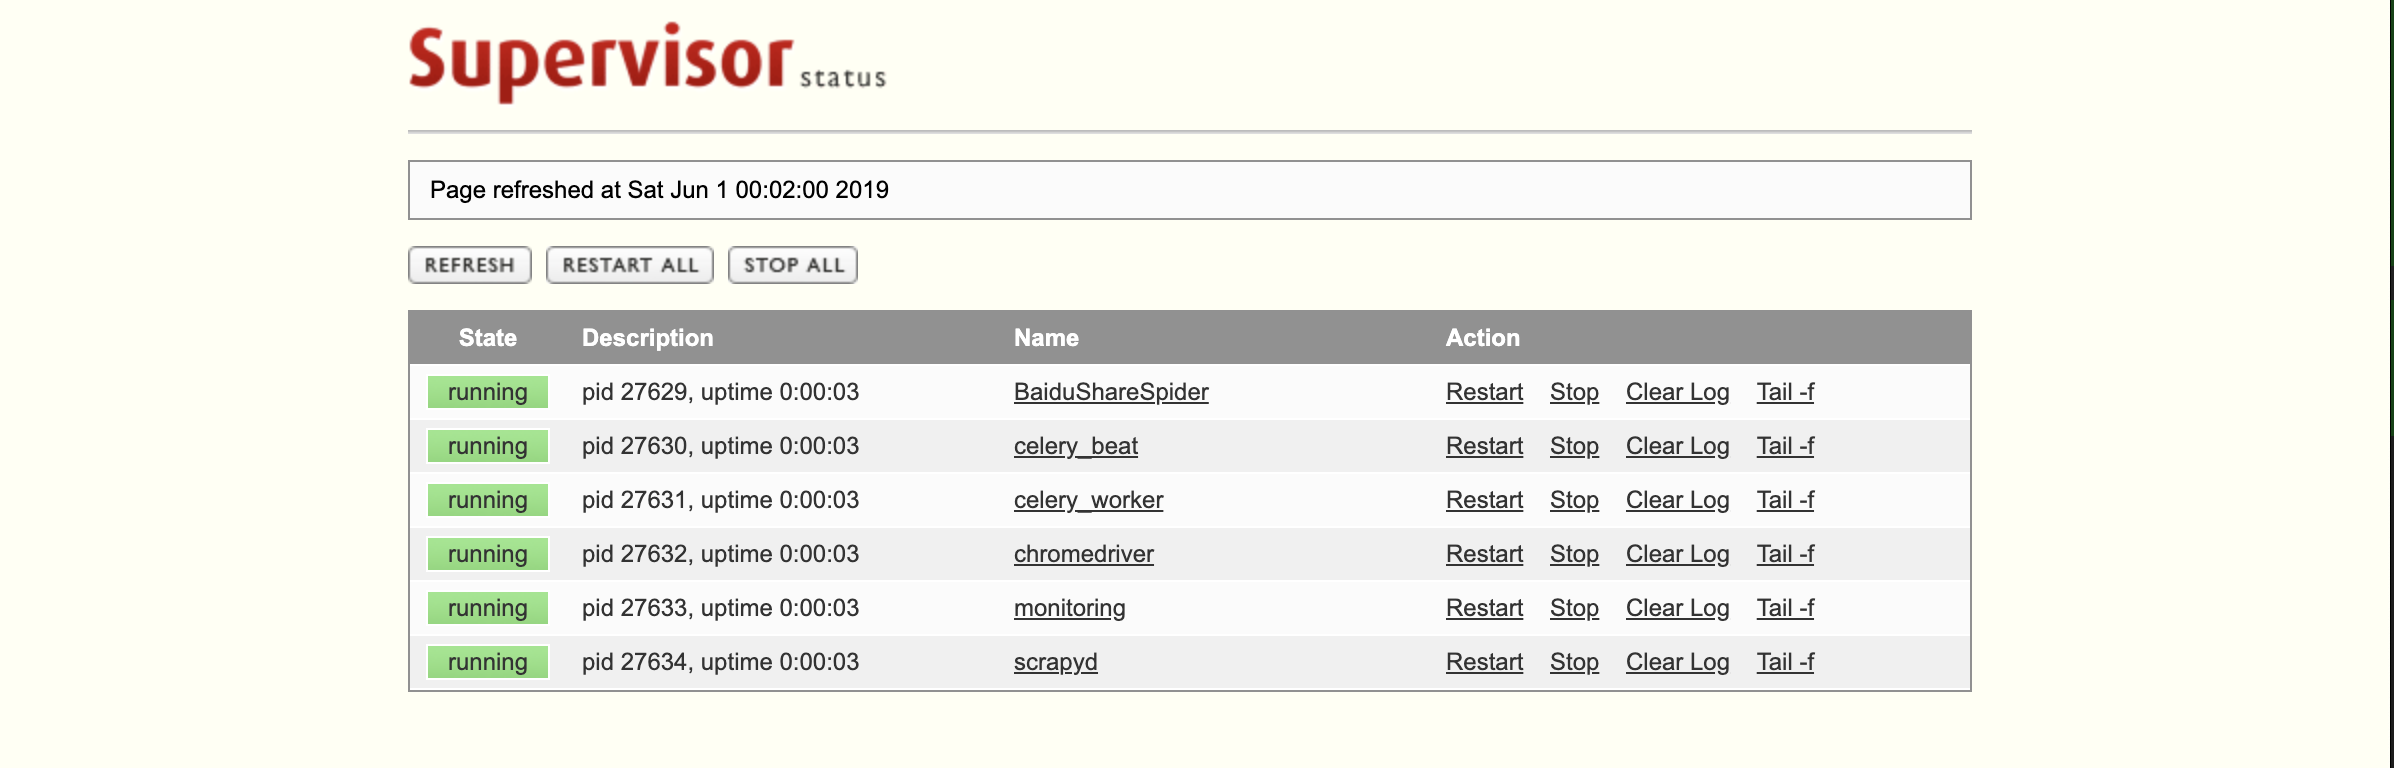 Supervisor status
Page refreshed at Sat Jun 1 00:02:00 2019
REFRESH RESTART ALL STOP ALL
State Description Name Action
running pid 27629, uptime 0:00:03 BaiduShareSpider Restart Stop Clear Log Tail -f
running pid 27630, uptime 0:00:03 celery_beat Restart Stop Clear Log Tail -f
running pid 27631, uptime 0:00:03 celery_worker Restart Stop Clear Log Tail -f
running pid 27632, uptime 0:00:03 chromedriver Restart Stop Clear Log Tail -f
running pid 27633, uptime 0:00:03 monitoring Restart Stop Clear Log Tail -f
running pid 27634, uptime 0:00:03 scrapyd Restart Stop Clear Log Tail -f